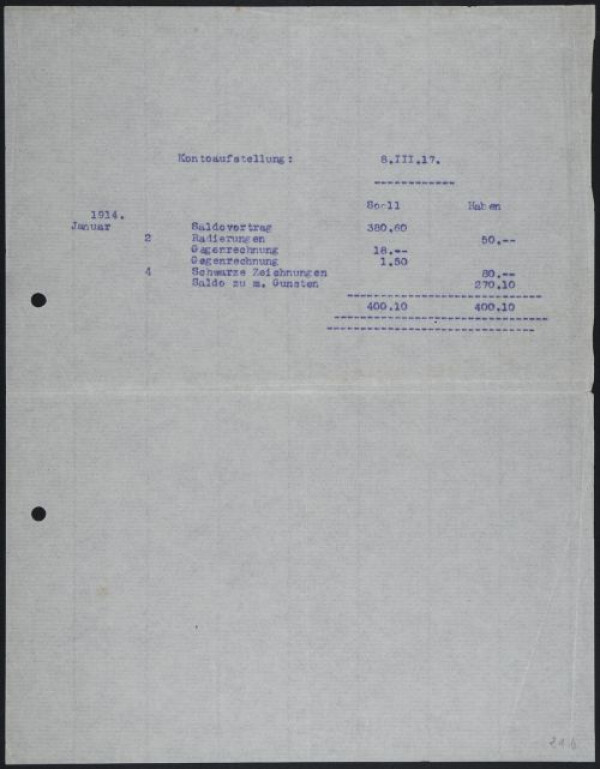 Kontoaufstellung: 8.III.17.
------------
Soll Haben
1914.
Januar Saldovortrag 380.60
2 Radierungen 50.--
Gegenrechnung 18.--
Gegenrechnung 1.50
4 Schwarze Zeichnungen 80.--
Saldo zu m. Gunsten 270.10
400.10 400.10